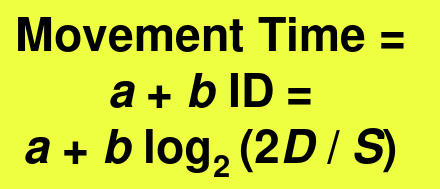 Movement Time =
a + b ID =
a + b log₂ (2D / S)